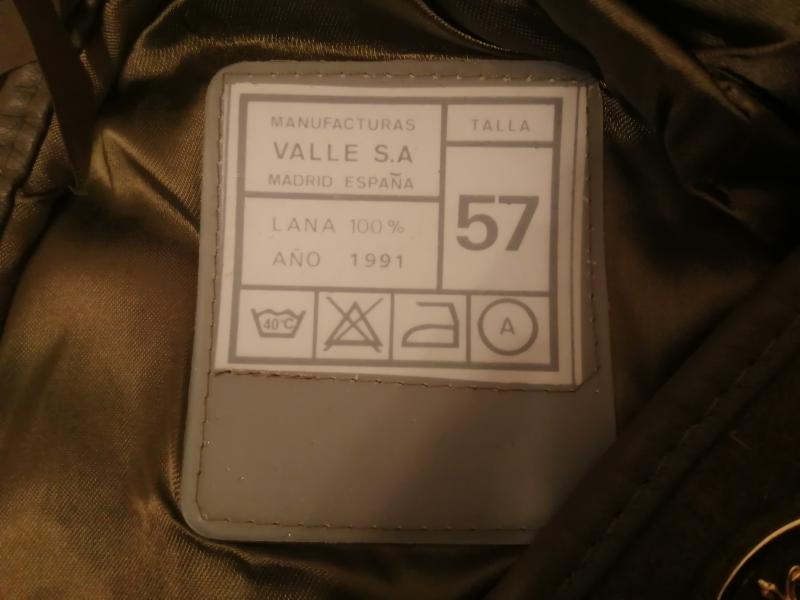 MANUFACTURAS
VALLE S.A
MADRID ESPAÑA
TALLA
57
LANA 100%
AÑO 1991
40°C
A